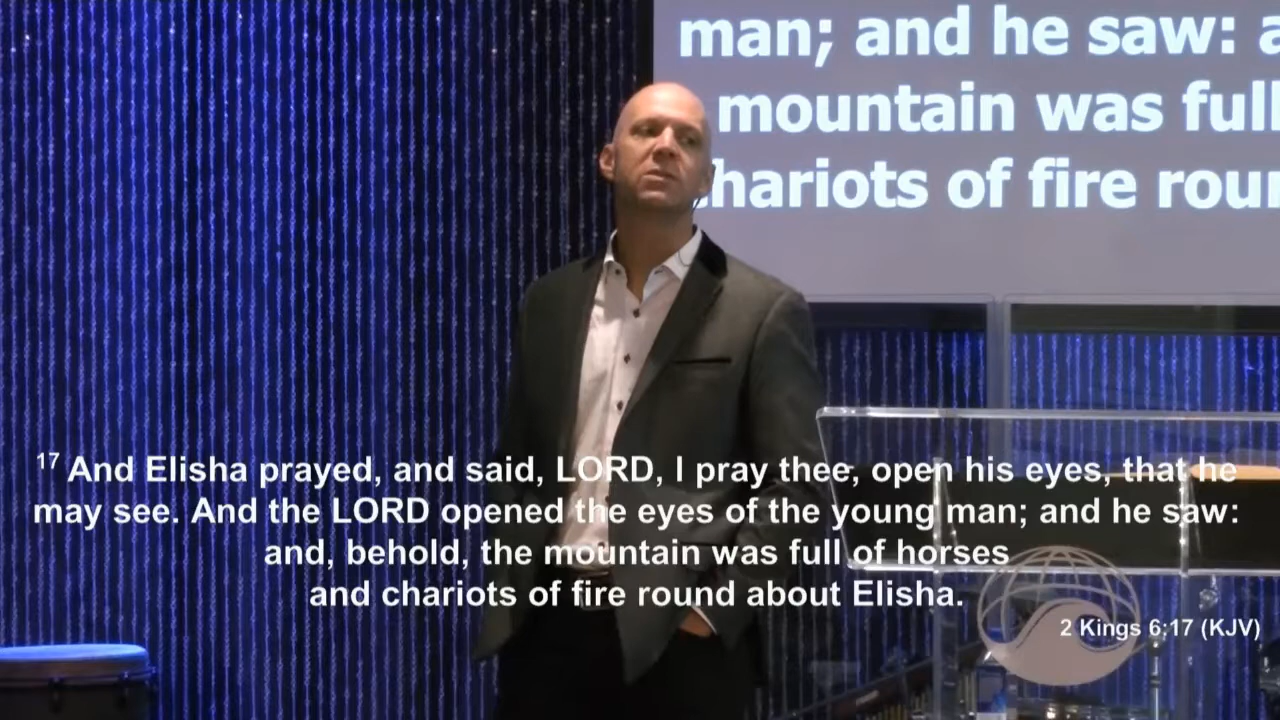 man; and he saw: a
mountain was full
chariots of fire roun
17 And Elisha prayed, and said, LORD, I pray thee, open his eyes, that he
may see. And the LORD opened the eyes of the young man; and he saw:
and, behold, the mountain was full of horses
and chariots of fire round about Elisha.
2 Kings 6:17 (KJV)